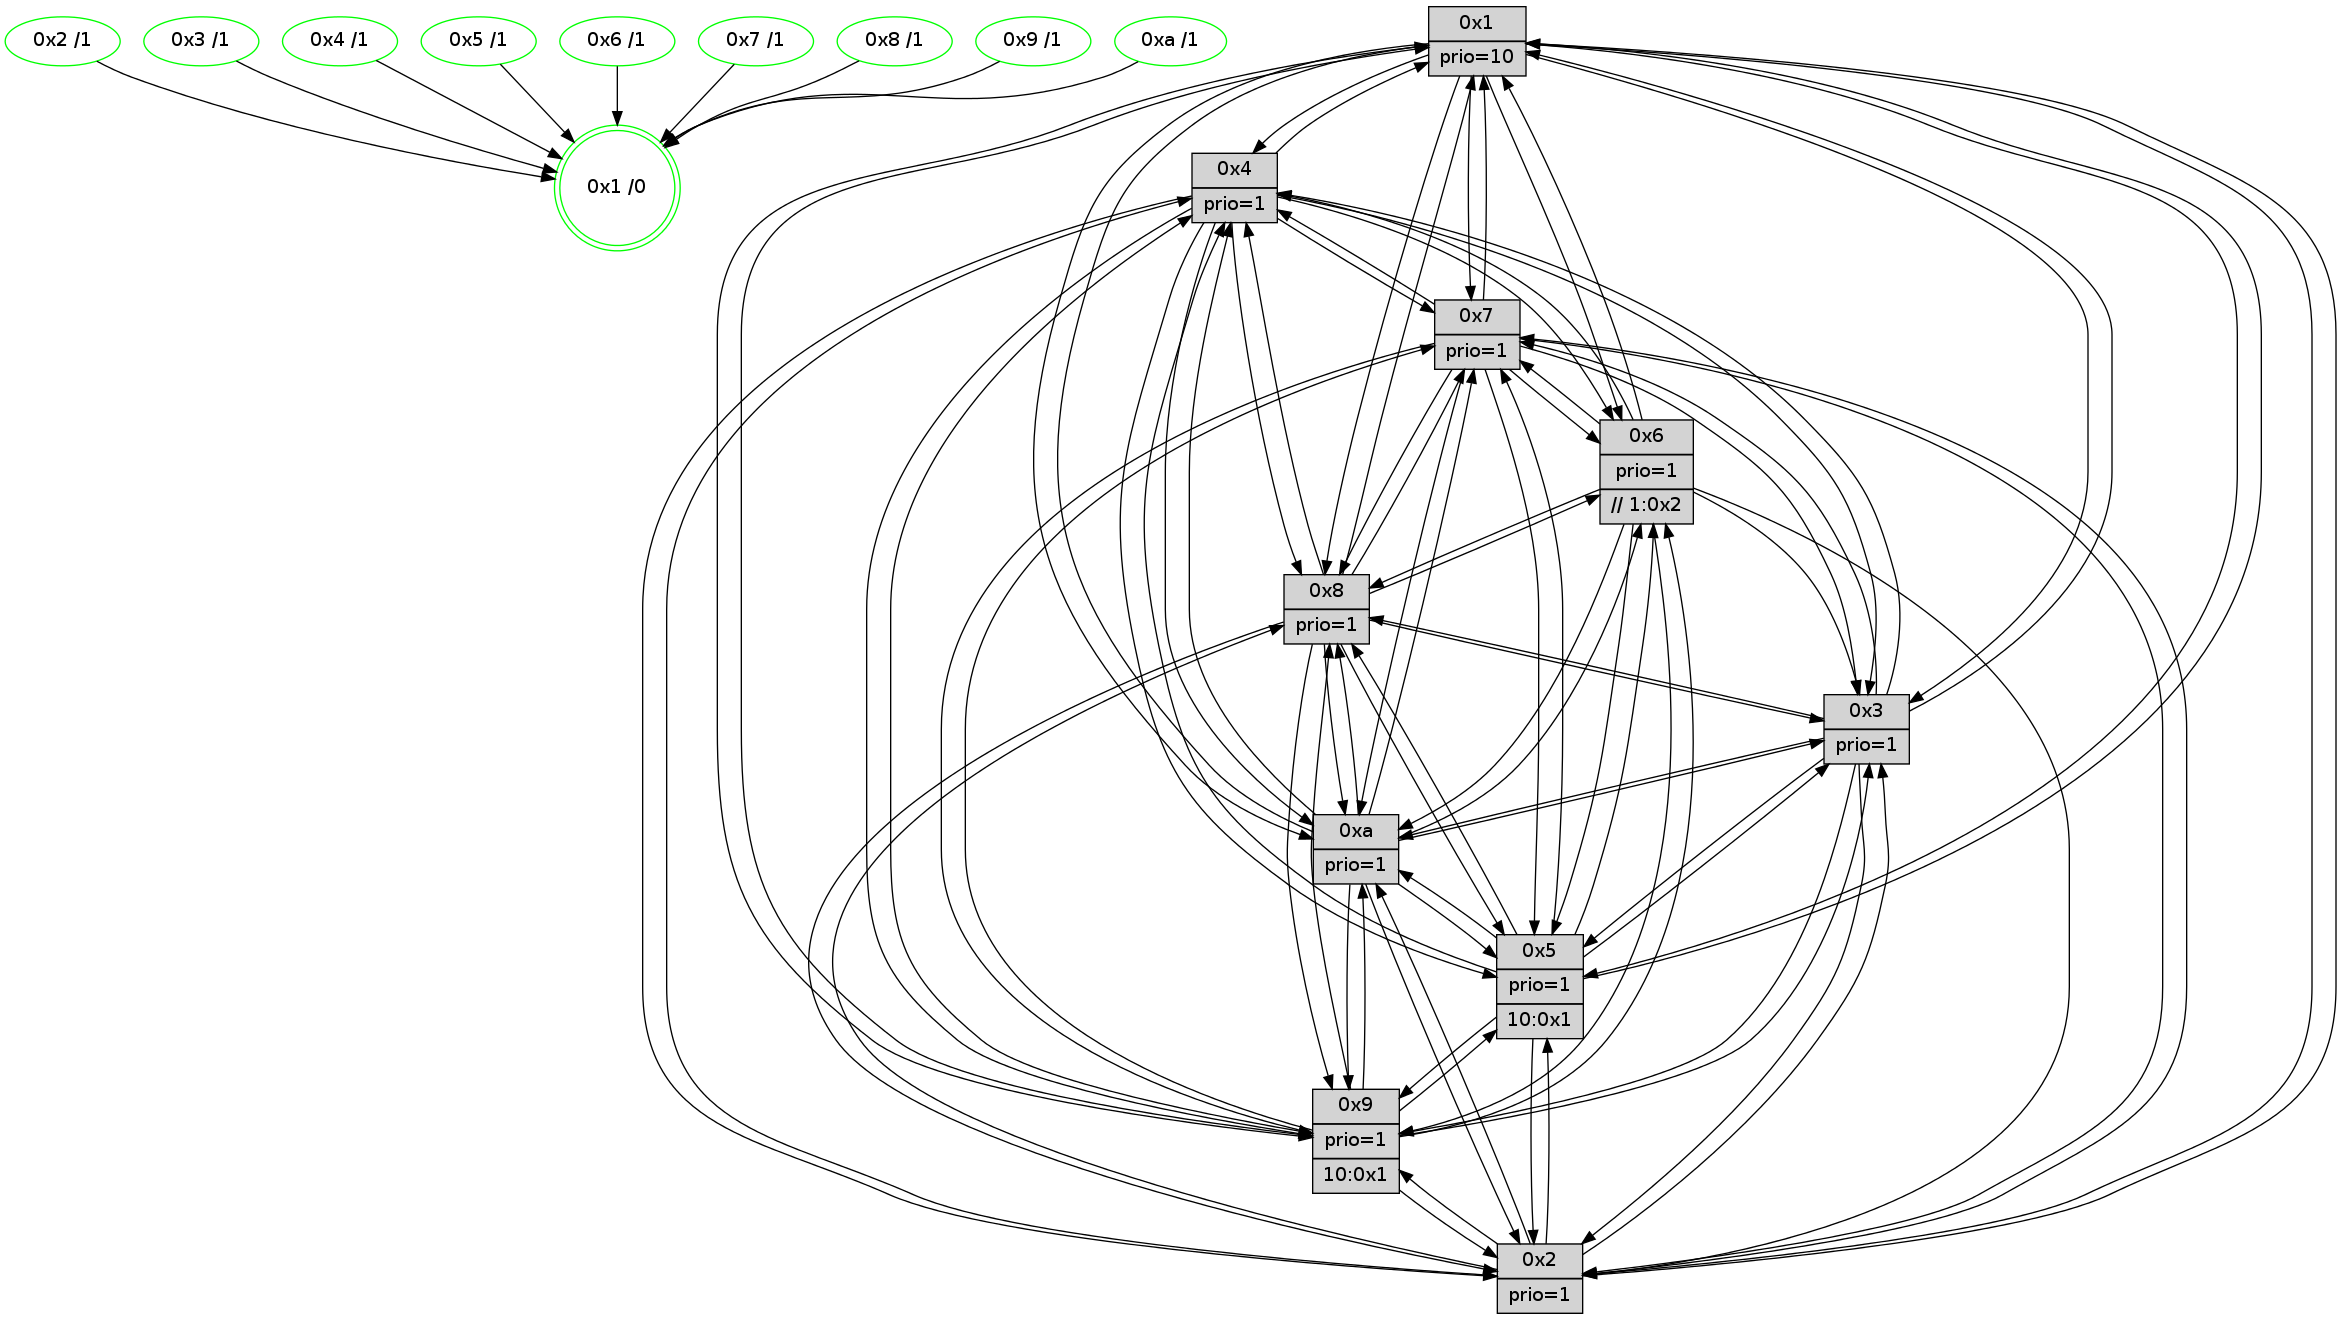 0x2 /1
0x3 /1
0x4 /1
0x5 /1
0x6 /1
0x7 /1
0x8 /1
0x9 /1
0xa /1
0x1 /0
0x1
prio=10
0x4
prio=1
0x7
prio=1
0x6
prio=1
// 1:0x2
0x8
prio=1
0x3
prio=1
0xa
prio=1
0x5
prio=1
10:0x1
0x9
prio=1
10:0x1
0x2
prio=1